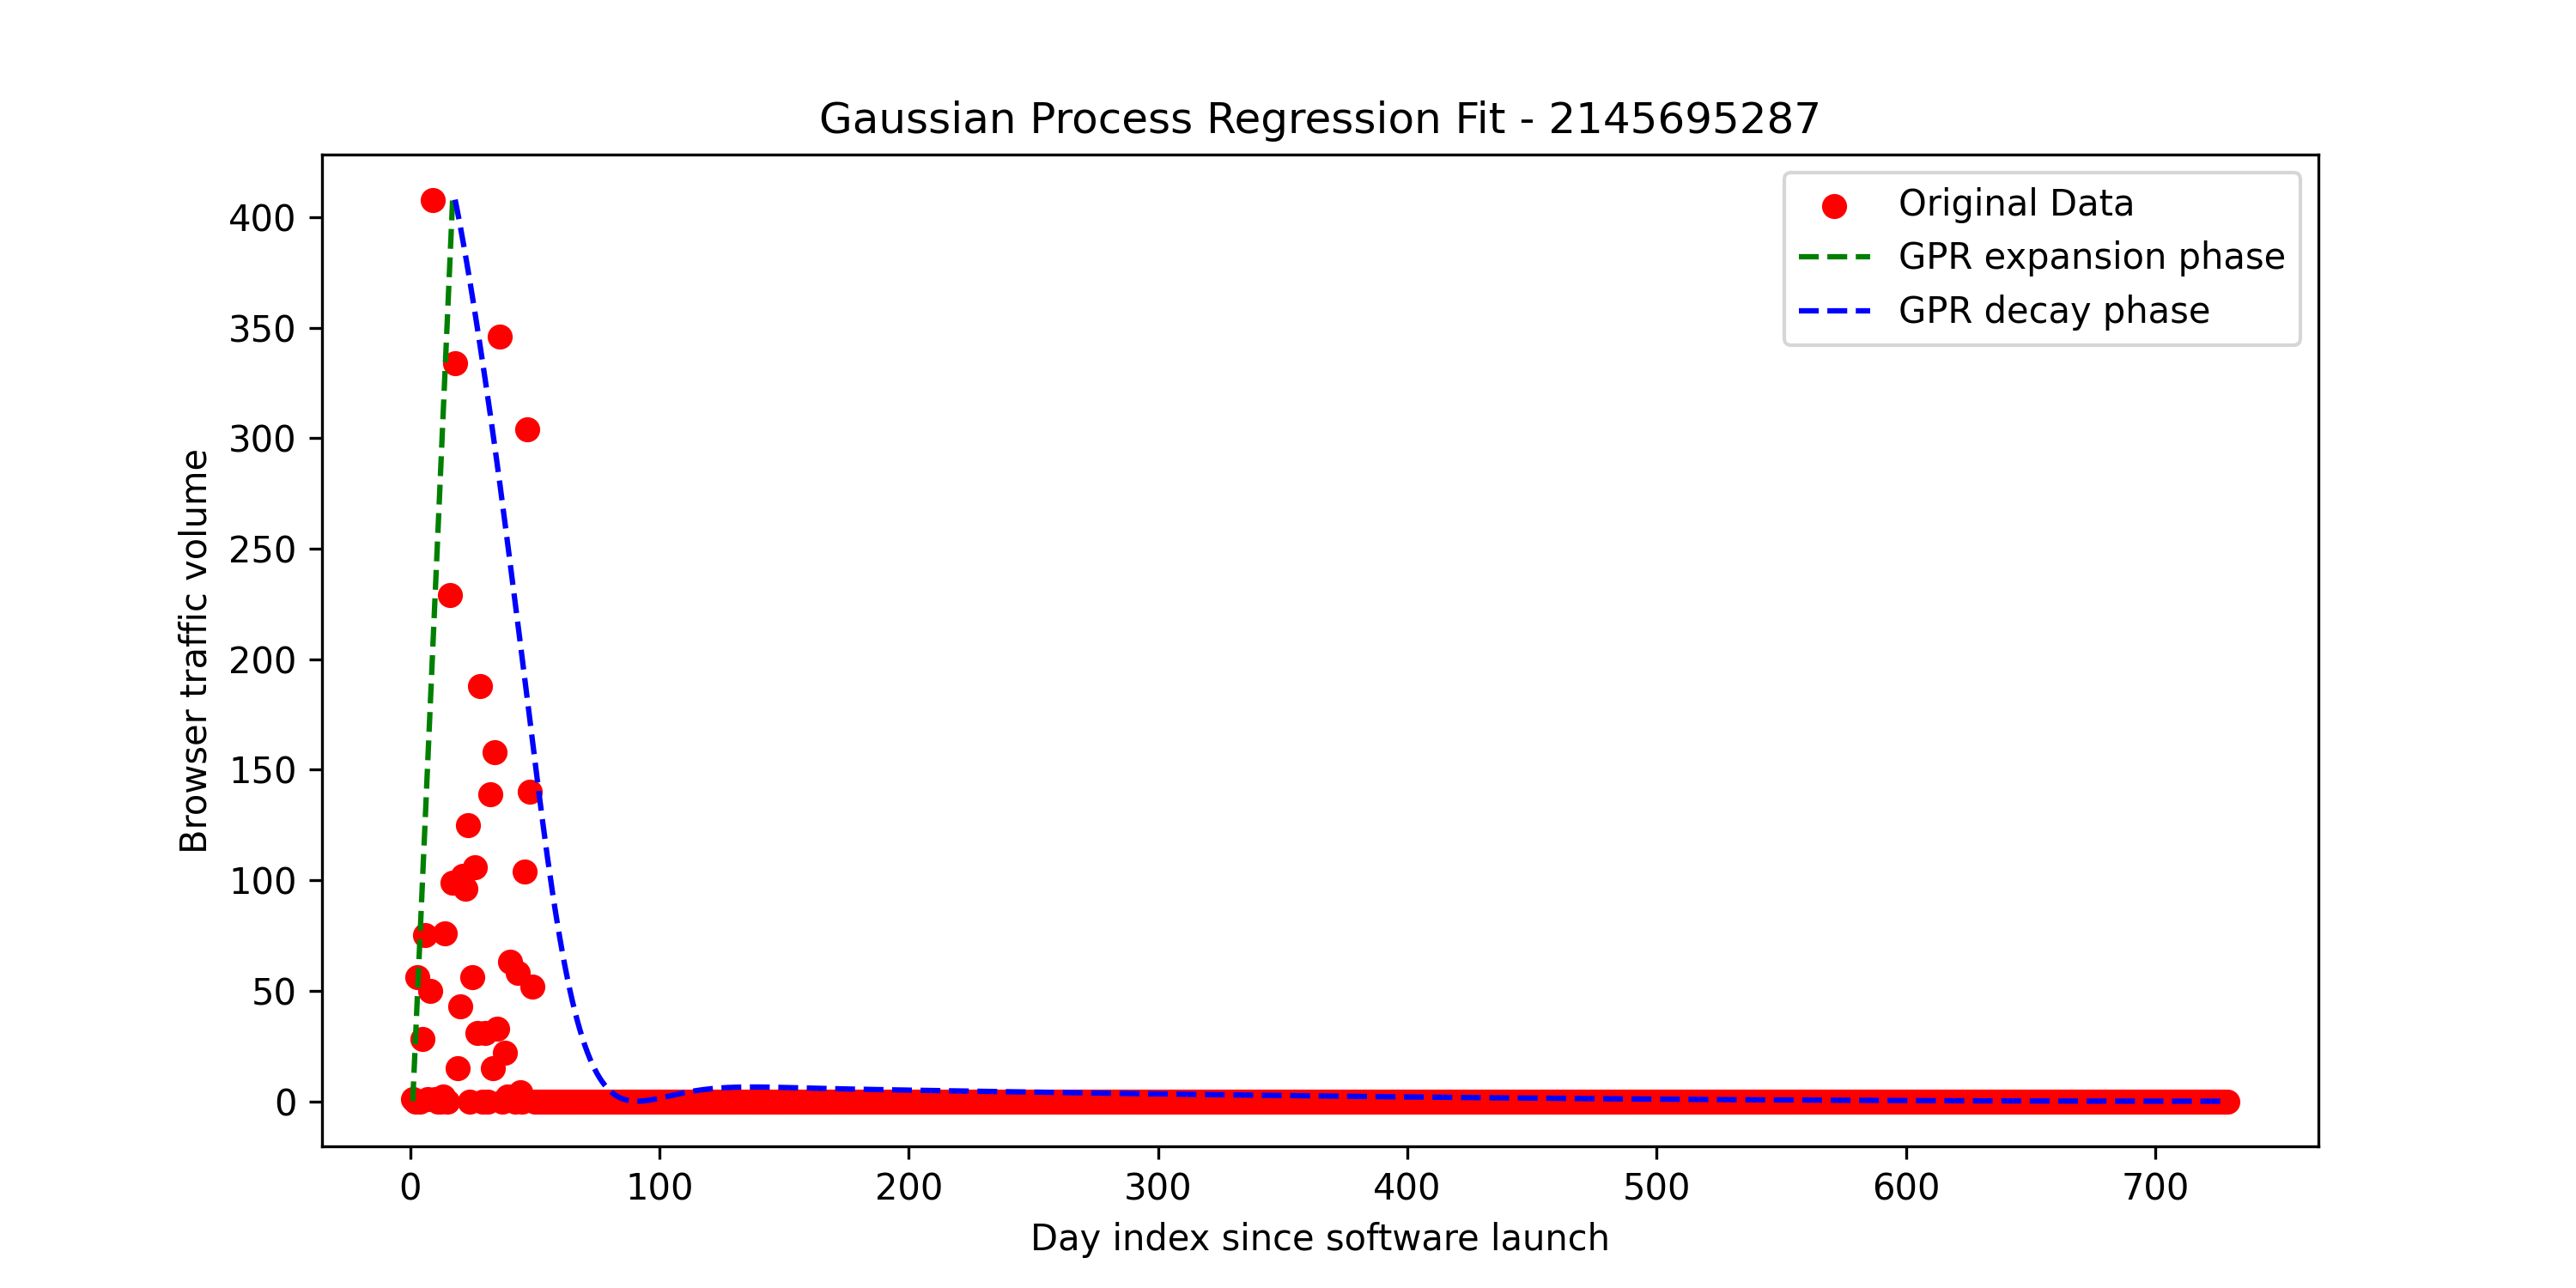 Gaussian Process Regression Fit - 2145695287
Original Data
GPR expansion phase
GPR decay phase
Browser traffic volume
400
350
300
250
200
150
100
50
0
0 100 200 300 400 500 600 700
Day index since software launch